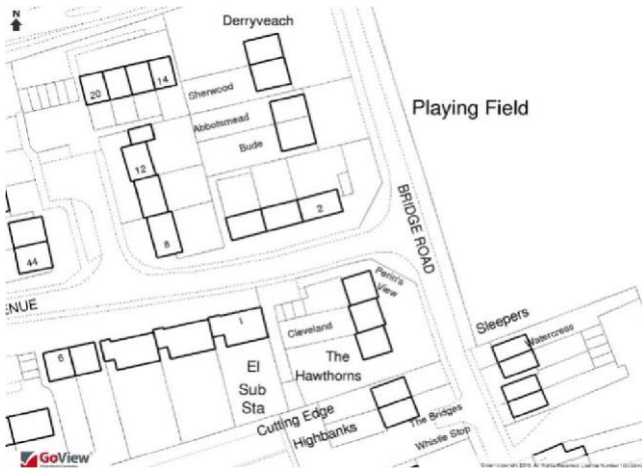 N
Derryveach
14
20
Sherwood
Playing Field
Abbotsmead
Bude
12
2
8
BRIDGE ROAD
44
Penn's
View
ENUE
1
Cleveland
Sleepers
Watercress
The
Hawthorns
9
El
Sub
Sta
Cutting Edge
Highbanks
The Bridges
Whistle Stop
GoView